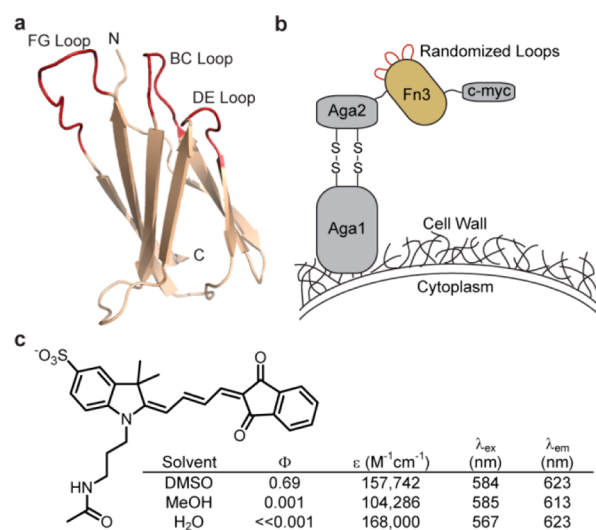 a
FG Loop
N
BC Loop
DE Loop
C
b
Randomized Loops
Fn3
c-myc
Aga2
S S
S S
Aga1
Cell Wall
Cytoplasm
c
⁻O₃S
O
N
O
HN
O
Solvent Φ ε (M⁻¹cm⁻¹) λex (nm) λem (nm)
DMSO 0.69 157,742 584 623
MeOH 0.001 104,286 585 613
H₂O <<0.001 168,000 567 623